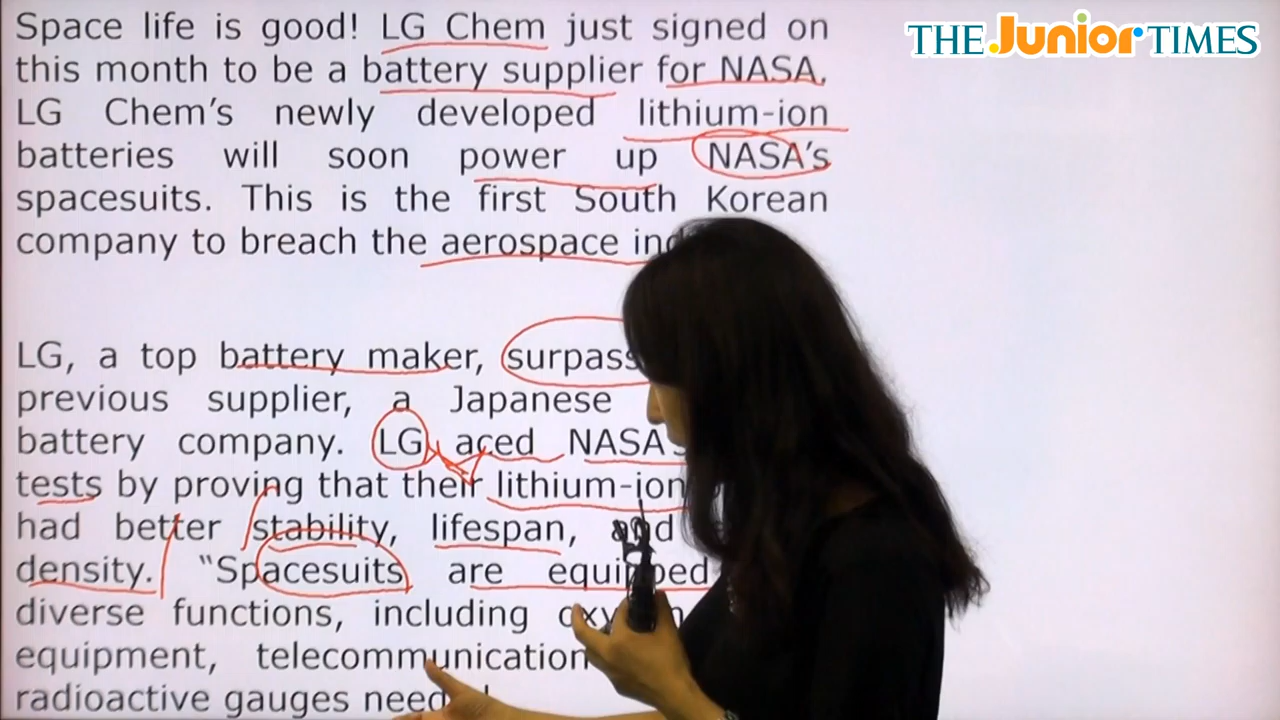 THE Junior TIMES
Space life is good! LG Chem just signed on
this month to be a battery supplier for NASA.
LG Chem's newly developed lithium-ion
batteries will soon power up NASA's
spacesuits. This is the first South Korean
company to breach the aerospace
LG, a top battery maker,
previous supplier, a Japanese
battery company. LG aced NASA's
tests by proving that their lithium-ion
had better stability, lifespan, and
density. "Spacesuits are equipped
diverse functions, including
equipment,
radioactive gauges